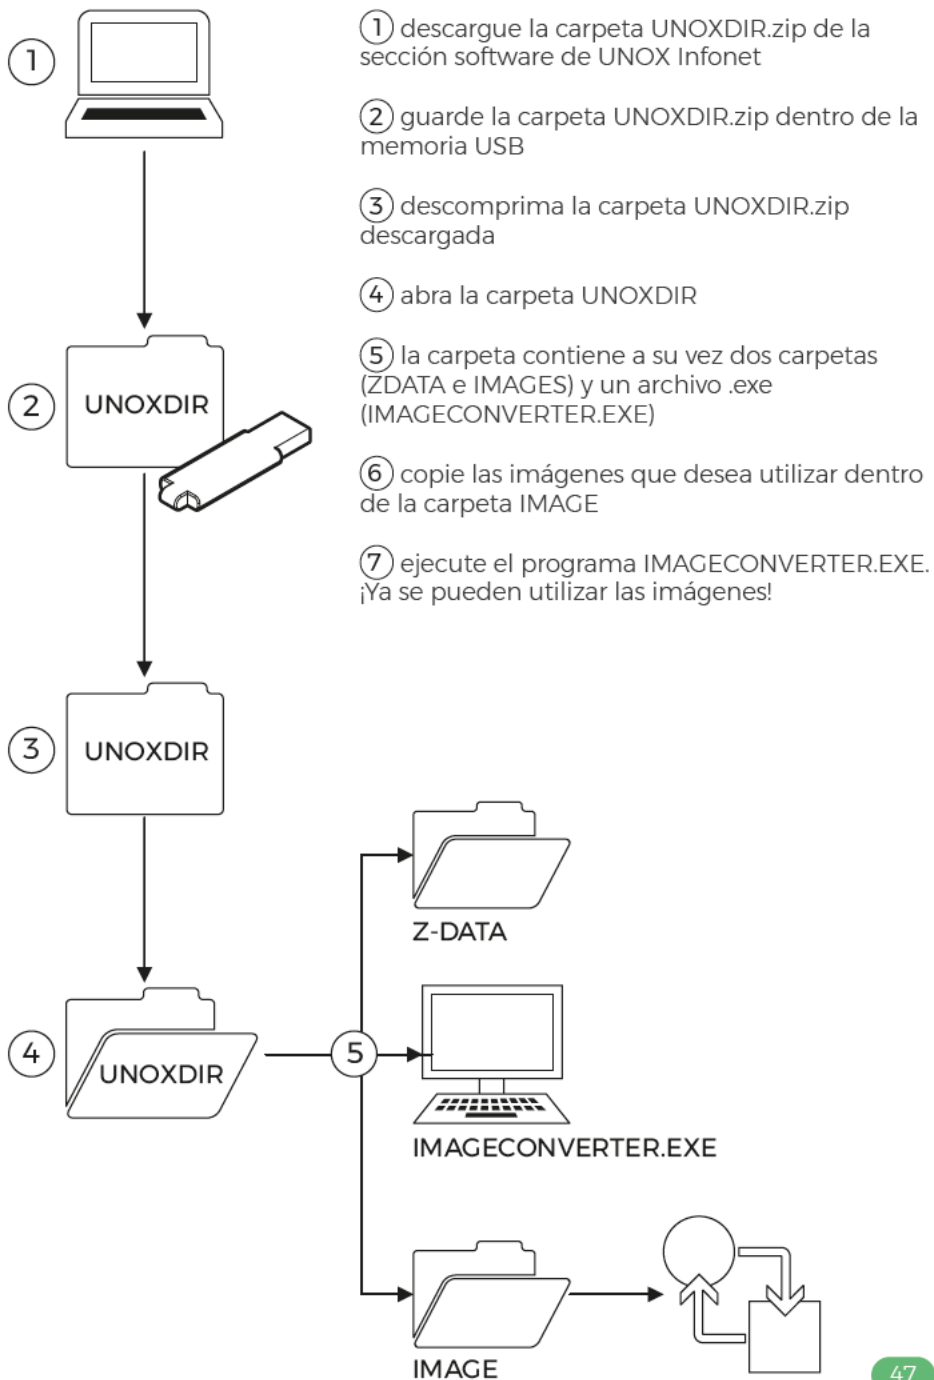 1 descargue la carpeta UNOXDIR.zip de la
sección software de UNOX Infonet
2 guarde la carpeta UNOXDIR.zip dentro de la
memoria USB
3 descomprima la carpeta UNOXDIR.zip
descargada
4 abra la carpeta UNOXDIR
5 la carpeta contiene a su vez dos carpetas
(ZDATA e IMAGES) y un archivo .exe
(IMAGECONVERTER.EXE)
6 copie las imágenes que desea utilizar dentro
de la carpeta IMAGE
7 ejecute el programa IMAGECONVERTER.EXE.
¡Ya se pueden utilizar las imágenes!
1
2
UNOXDIR
3
UNOXDIR
4
UNOXDIR
5
Z-DATA
IMAGECONVERTER.EXE
IMAGE
47